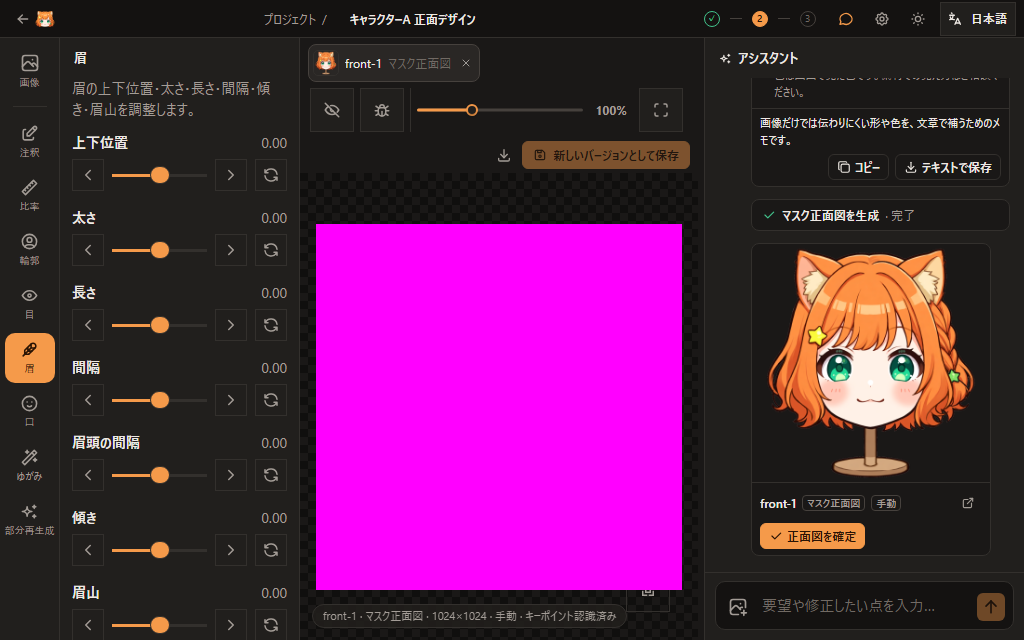 プロジェクト / キャラクターA 正面デザイン
2
3
日本語
画像
注釈
比率
輪郭
目
眉
口
ゆがみ
部分再生成
眉
眉の上下位置・太さ・長さ・間隔・傾
き・眉山を調整します。
上下位置 0.00
太さ 0.00
長さ 0.00
間隔 0.00
眉頭の間隔 0.00
傾き 0.00
眉山 0.00
front-1 マスク正面図 ×
100%
新しいバージョンとして保存
front-1 · マスク正面図 · 1024×1024 · 手動 · キーポイント認識済み
アシスタント
ださい。
画像だけでは伝わりにくい形や色を、文章で補うためのメ
モです。
コピー
テキストで保存
マスク正面図を生成 · 完了
front-1 マスク正面図 手動
正面図を確定
要望や修正したい点を入力...